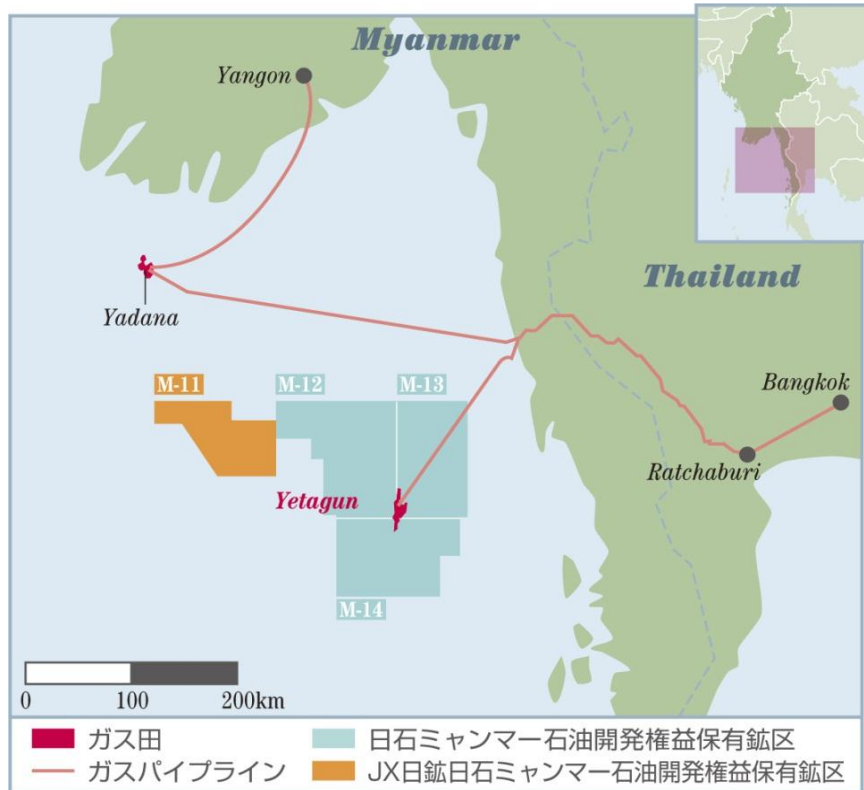 Myanmar
Yangon
Thailand
Yadana
M-11
M-12
M-13
Bangkok
Ratchaburi
Yetagun
M-14
0 100 200km
ガス田
日石ミャンマー石油開発権益保有鉱区
ガスパイプライン
JX日鉱日石ミャンマー石油開発権益保有鉱区